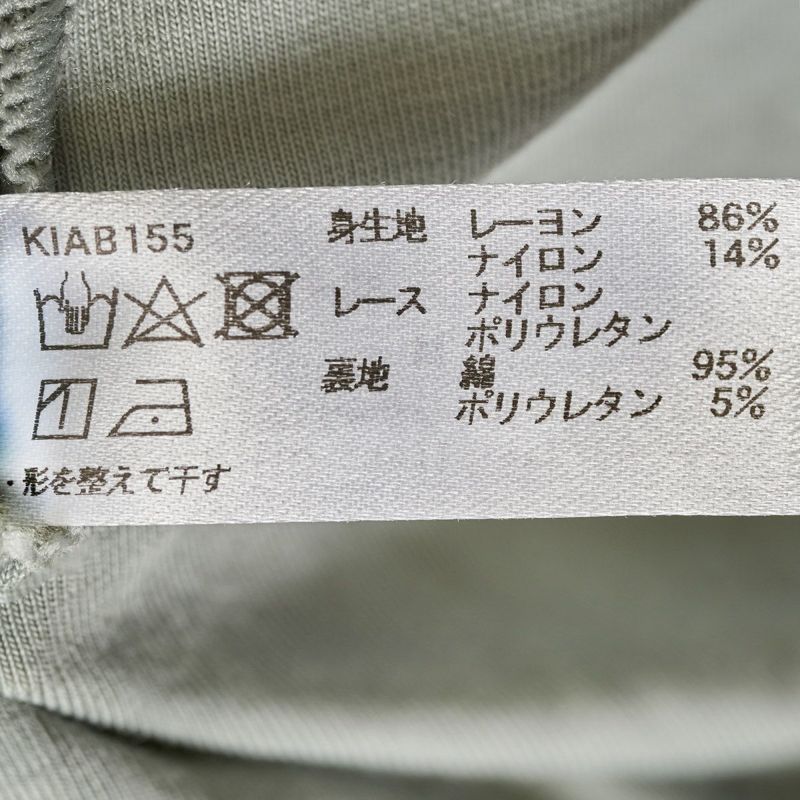 KIAB155
身生地 レーヨン 86%
ナイロン 14%
レース ナイロン
ポリウレタン
裏地 綿 95%
ポリウレタン 5%
・形を整えて干す